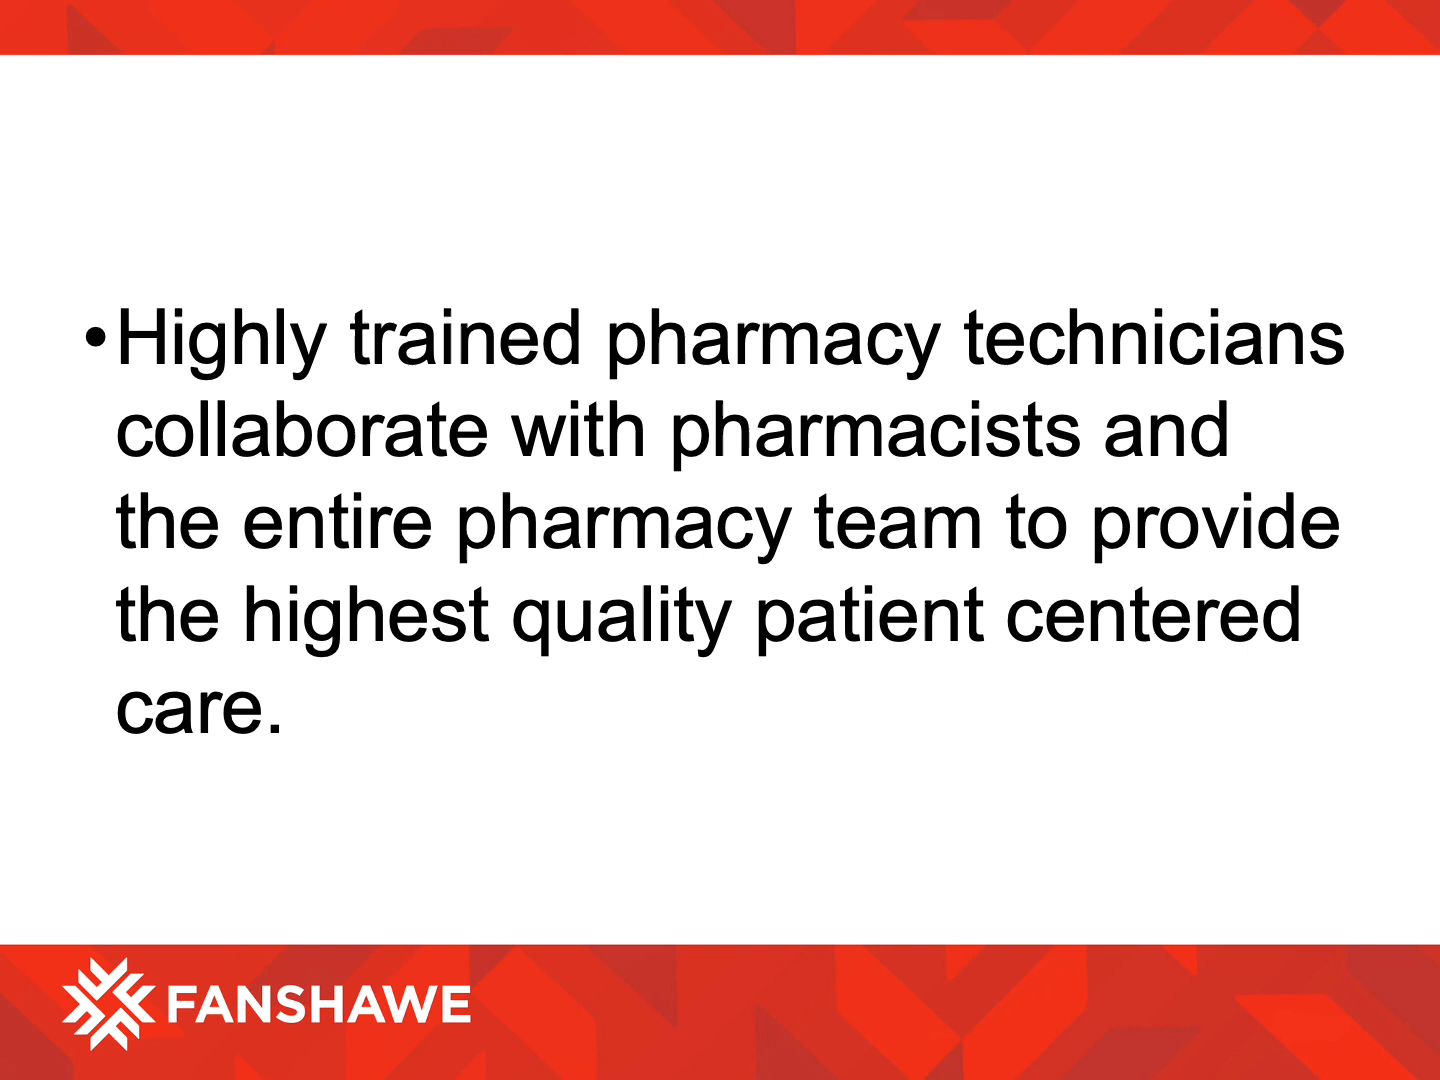 •Highly trained pharmacy technicians
collaborate with pharmacists and
the entire pharmacy team to provide
the highest quality patient centered
care.
FANSHAWE